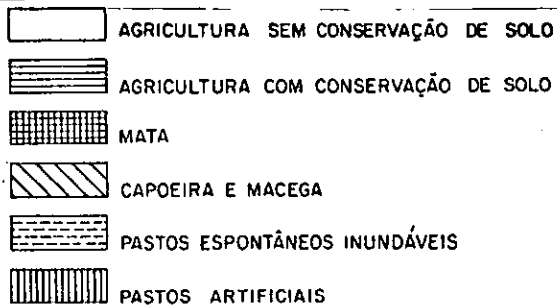 AGRICULTURA SEM CONSERVAÇÃO DE SOLO
AGRICULTURA COM CONSERVAÇÃO DE SOLO
MATA
CAPOEIRA E MACEGA
PASTOS ESPONTÂNEOS INUNDÁVEIS
PASTOS ARTIFICIAIS